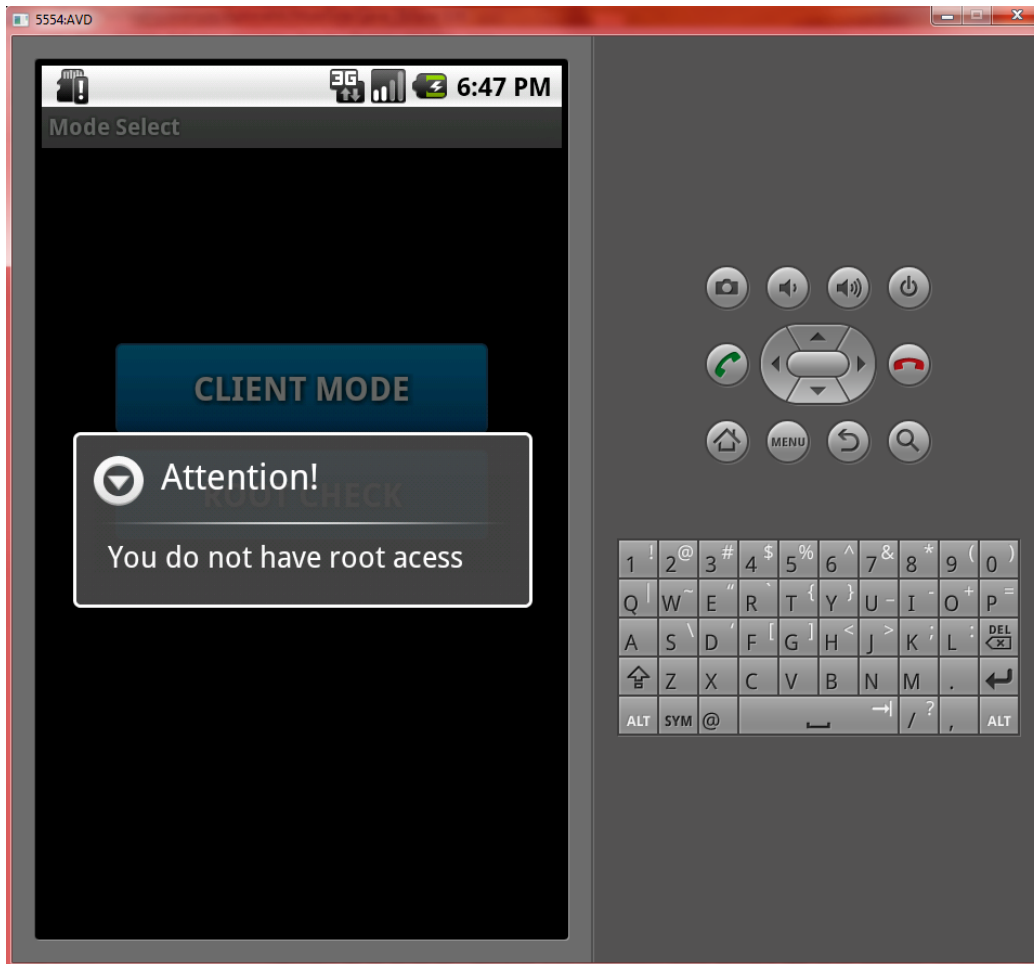 5554:AVD
3G 6:47 PM
Mode Select
CLIENT MODE
ROOT CHECK
Attention!
You do not have root acess
MENU
1 ! 2 @ 3 # 4 $ 5 % 6 ^ 7 & 8 * 9 ( 0 )
Q | W ~ E " R ` T { Y } U - I - O + P =
A S \ D ' F [ G ] H < J > K ; L : DEL
Z X C V B N M .
ALT SYM @ / ? , ALT